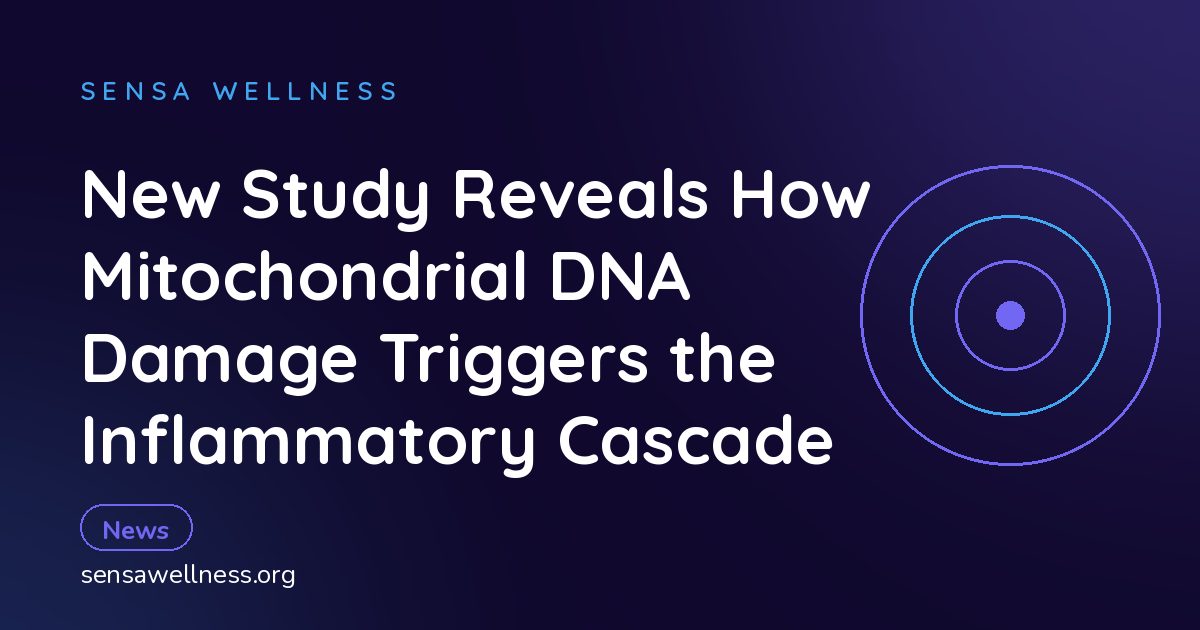 SENSA WELLNESS
New Study Reveals How
Mitochondrial DNA
Damage Triggers the
Inflammatory Cascade
News
sensawellness.org